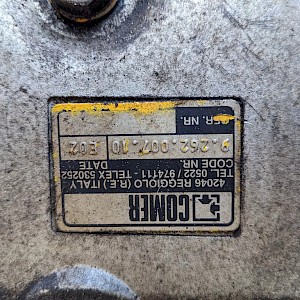 COMER
42046 REGGIOLO (R.E.) ITALY
TEL. 0522 / 974111 - TELEX 530252
CODE NR. DATE
9.262.007.10 E02
SER. NR.